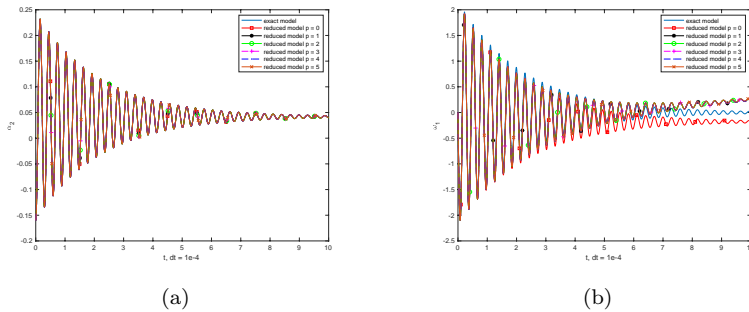 exact model
reduced model p = 0
reduced model p = 1
reduced model p = 2
reduced model p = 3
reduced model p = 4
reduced model p = 5
0.25
0.2
0.15
0.1
0.05
0
-0.05
-0.1
-0.15
-0.2
α2
0 1 2 3 4 5 6 7 8 9 10
t, dt = 1e-4
(a)
exact model
reduced model p = 0
reduced model p = 1
reduced model p = 2
reduced model p = 3
reduced model p = 4
reduced model p = 5
2
1.5
1
0.5
0
-0.5
-1
-1.5
-2
-2.5
ω1
0 1 2 3 4 5 6 7 8 9 10
t, dt = 1e-4
(b)